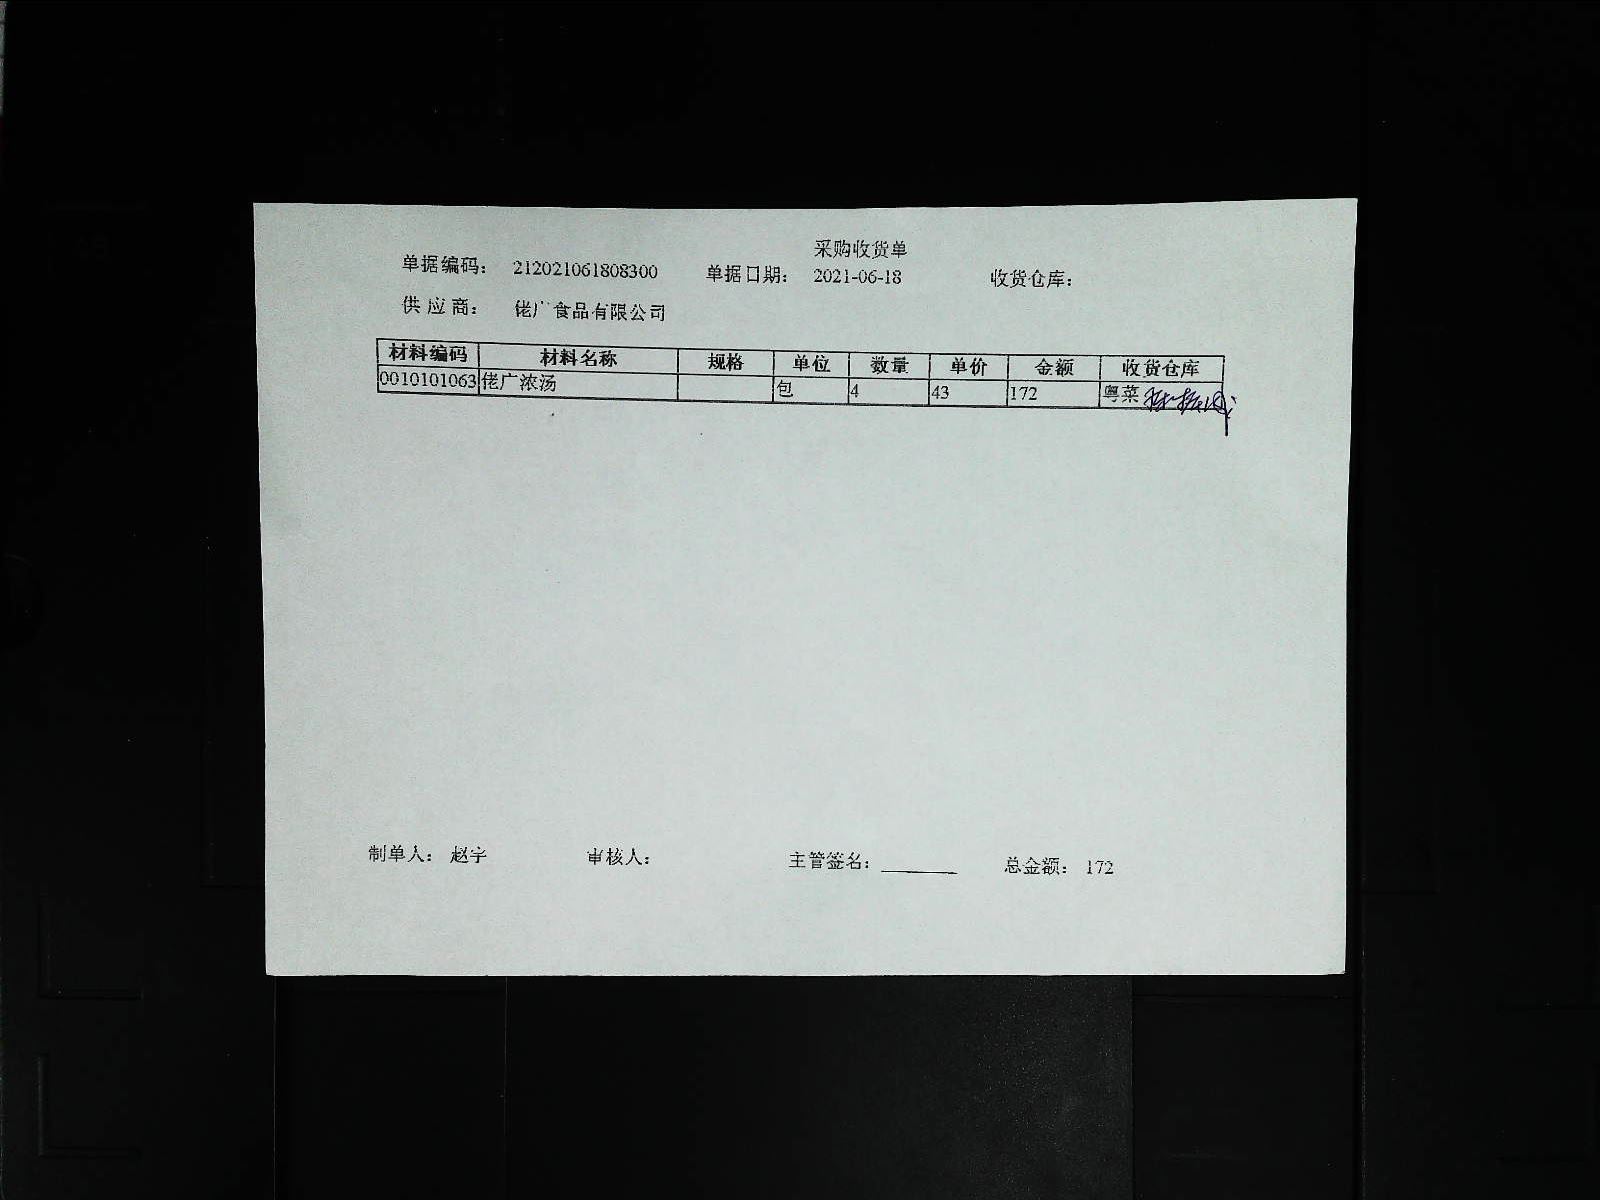 采购收货单
单据编码： 212021061808300 单据日期： 2021-06-18 收货仓库：
供应商： 佬广食品有限公司
材料编码 材料名称 规格 单位 数量 单价 金额 收货仓库
0010101063 佬广浓汤 包 4 43 172 粤菜
制单人： 赵宇 审核人： 主管签名： 总金额： 172